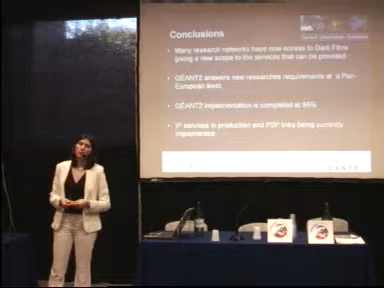 Conclusions
• Many research networks have now access to Dark Fibre
giving a new scope to the services that can be provided
• GÉANT2 answers new researches requirements at a Pan-
European level.
• GÉANT2 implementation is completed at 95%
• IP services in production and P2P links being currently
implemented.
DANTE